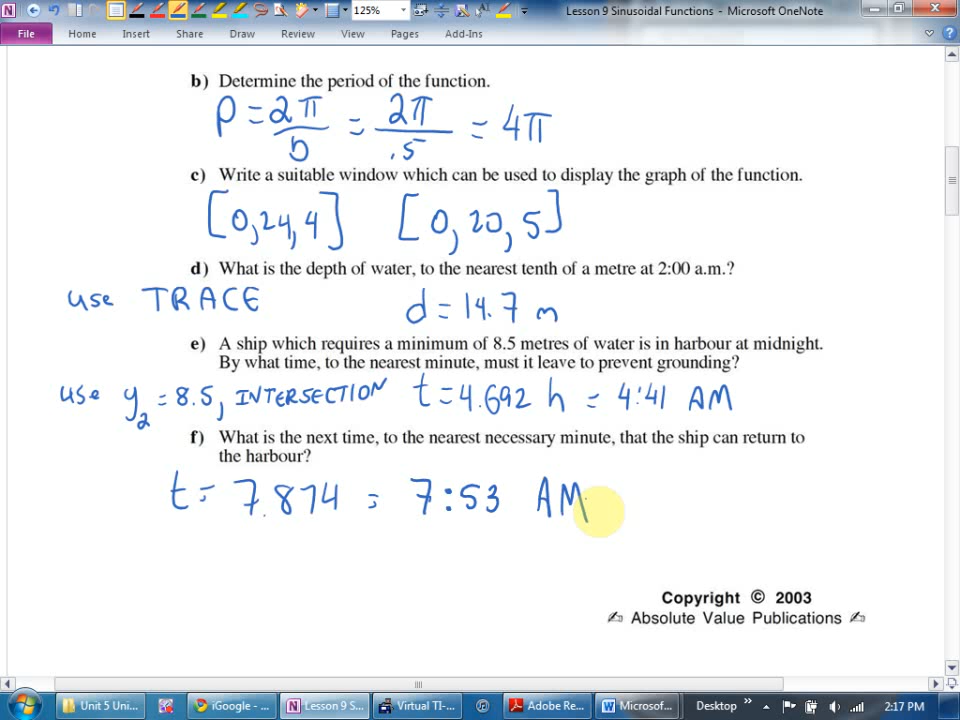 125%
Lesson 9 Sinusoidal Functions - Microsoft OneNote
File Home Insert Share Draw Review View Pages Add-Ins
b) Determine the period of the function.
P = 2π/b = 2π/.5 = 4π
c) Write a suitable window which can be used to display the graph of the function.
[0,24,4] [0,20,5]
d) What is the depth of water, to the nearest tenth of a metre at 2:00 a.m.?
use TRACE d = 14.7 m
e) A ship which requires a minimum of 8.5 metres of water is in harbour at midnight.
By what time, to the nearest minute, must it leave to prevent grounding?
use y2 = 8.5, INTERSECTION t = 4.692 h = 4:41 AM
f) What is the next time, to the nearest necessary minute, that the ship can return to
the harbour?
t = 7.874 = 7:53 AM
Copyright © 2003
Absolute Value Publications
Unit 5 Uni... iGoogle - ... Lesson 9 S... Virtual TI-... Adobe Re... Microsof... Desktop » 2:17 PM